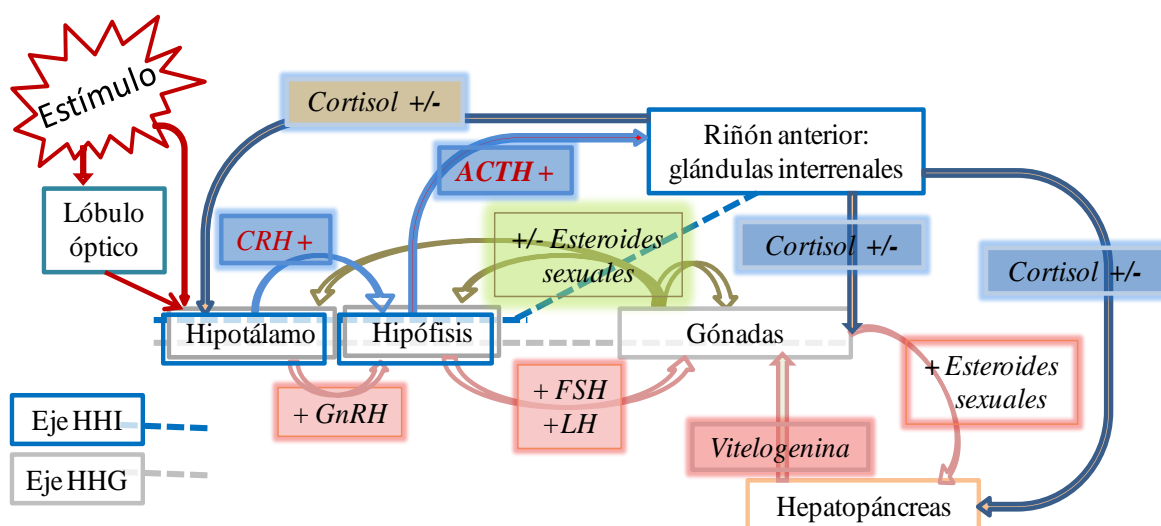 Estímulo
Cortisol +/-
Riñón anterior:
glándulas interrenales
ACTH +
Lóbulo
óptico
CRH +
+/- Esteroides
sexuales
Cortisol +/-
Cortisol +/-
Hipotálamo
Hipófisis
Gónadas
+ GnRH
+ FSH
+LH
+ Esteroides
sexuales
Eje HHI
Vitelogenina
Eje HHG
Hepatopáncreas